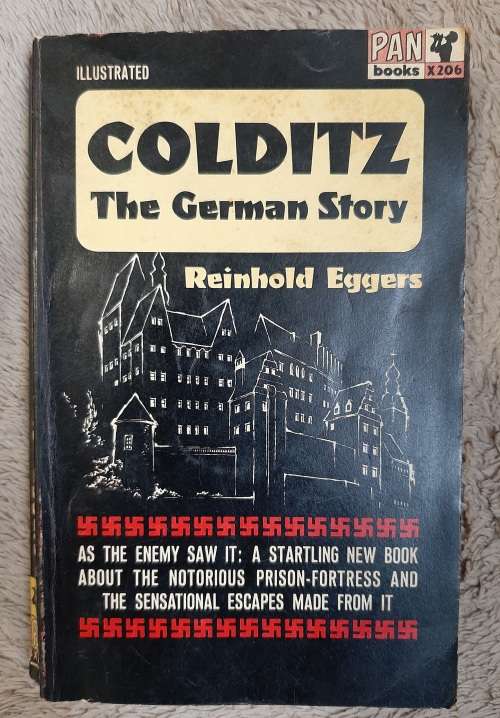 ILLUSTRATED
PAN
books X206
COLDITZ
The German Story
Reinhold Eggers
AS THE ENEMY SAW IT: A STARTLING NEW BOOK
ABOUT THE NOTORIOUS PRISON-FORTRESS AND
THE SENSATIONAL ESCAPES MADE FROM IT